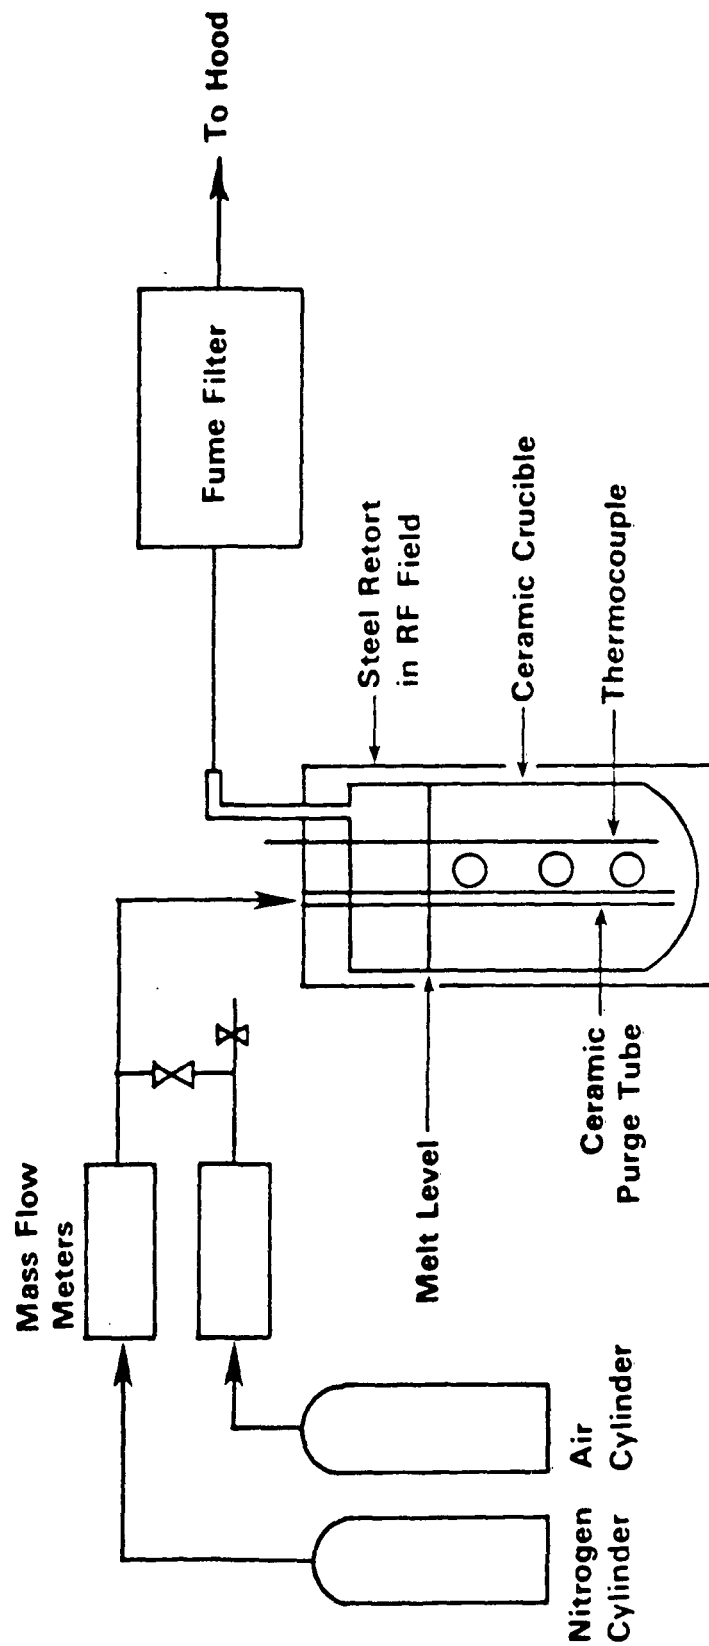 Mass Flow
Meters
Fume Filter
To Hood
Steel Retort
in RF Field
Ceramic Crucible
Thermocouple
Melt Level
Ceramic
Purge Tube
Nitrogen
Cylinder
Air
Cylinder